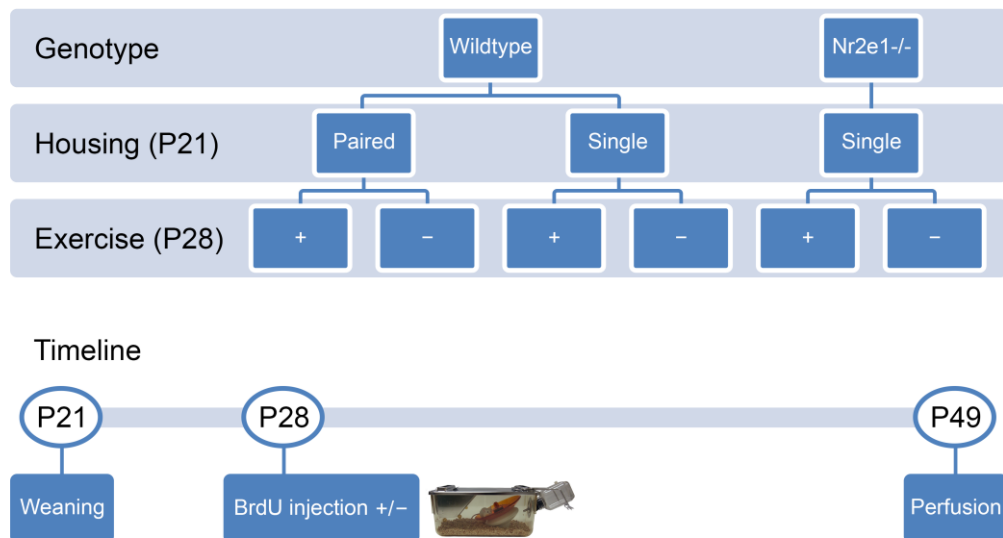 Genotype
Wildtype
Nr2e1-/-
Housing (P21)
Paired
Single
Single
Exercise (P28)
+
−
+
−
+
−
Timeline
P21
P28
P49
Weaning
BrdU injection +/−
Perfusion